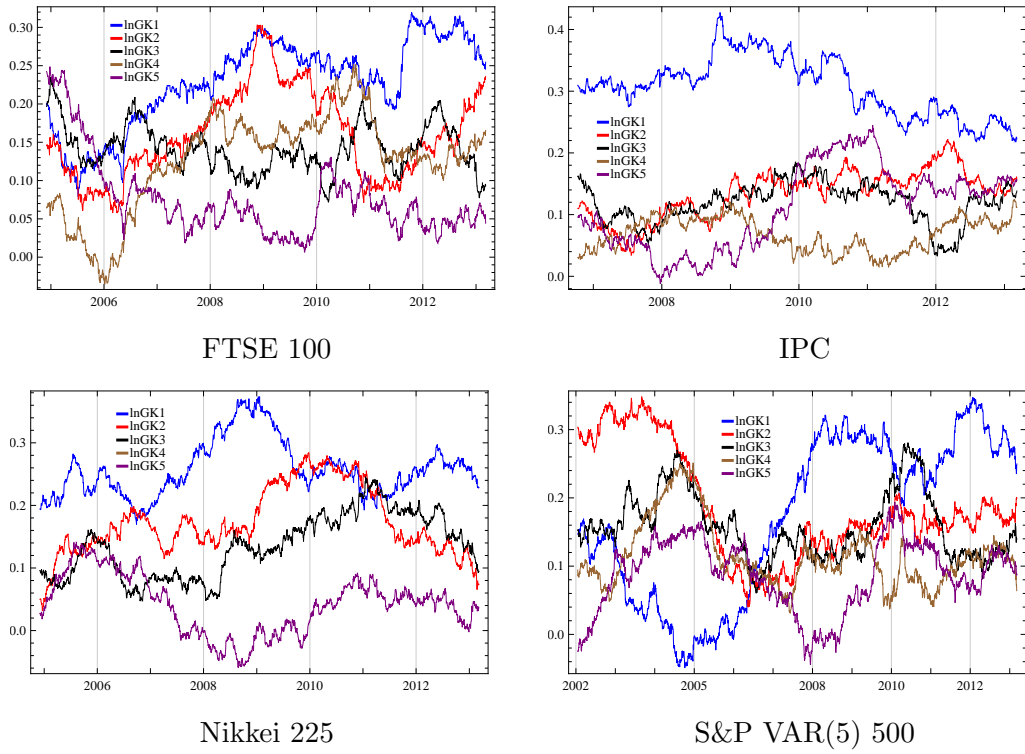 0.30
0.25
0.20
0.15
0.10
0.05
0.00
lnGK1
lnGK2
lnGK3
lnGK4
lnGK5
2006
2008
2010
2012
FTSE 100
0.4
0.3
0.2
0.1
0.0
lnGK1
lnGK2
lnGK3
lnGK4
lnGK5
2008
2010
2012
IPC
0.3
0.2
0.1
0.0
lnGK1
lnGK2
lnGK3
lnGK4
lnGK5
2006
2008
2010
2012
Nikkei 225
0.3
0.2
0.1
0.0
lnGK1
lnGK2
lnGK3
lnGK4
lnGK5
2002
2005
2008
2010
2012
S&P VAR(5) 500